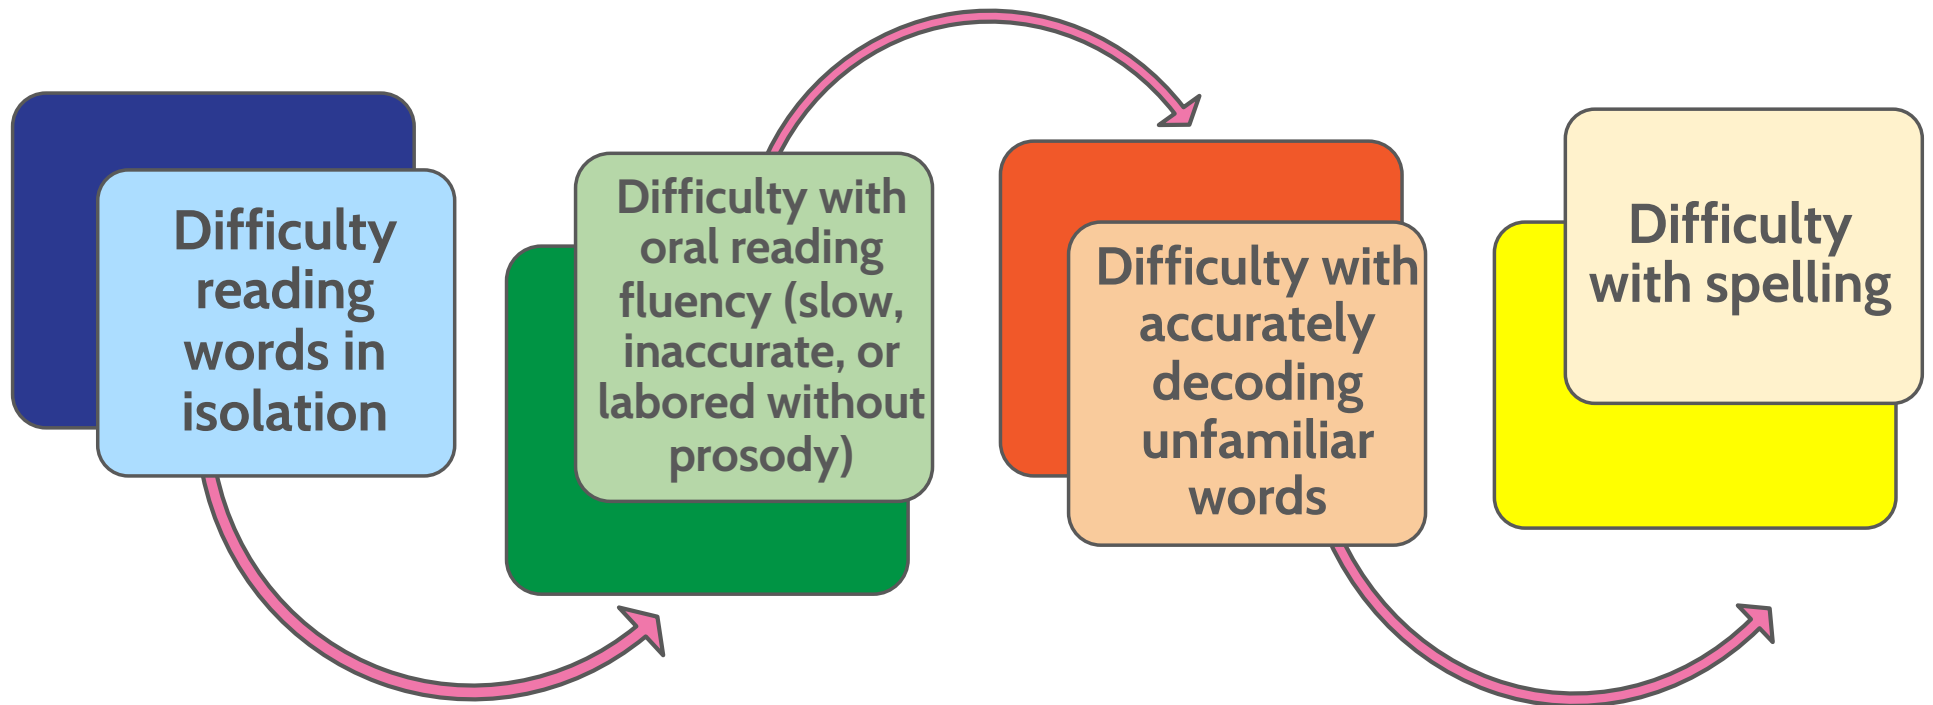 Difficulty
reading
words in
isolation
Difficulty with
oral reading
fluency (slow,
inaccurate, or
labored without
prosody)
Difficulty with
accurately
decoding
unfamiliar
words
Difficulty
with spelling